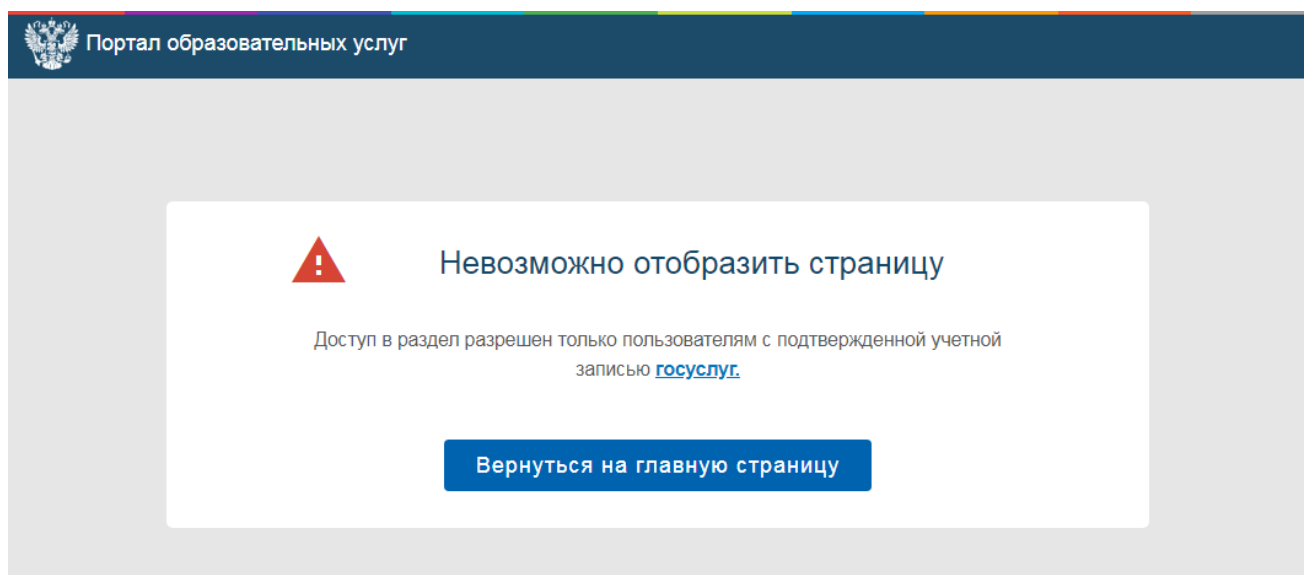 Портал образовательных услуг
Невозможно отобразить страницу
Доступ в раздел разрешен только пользователям с подтвержденной учетной
записью госуслуг.
Вернуться на главную страницу